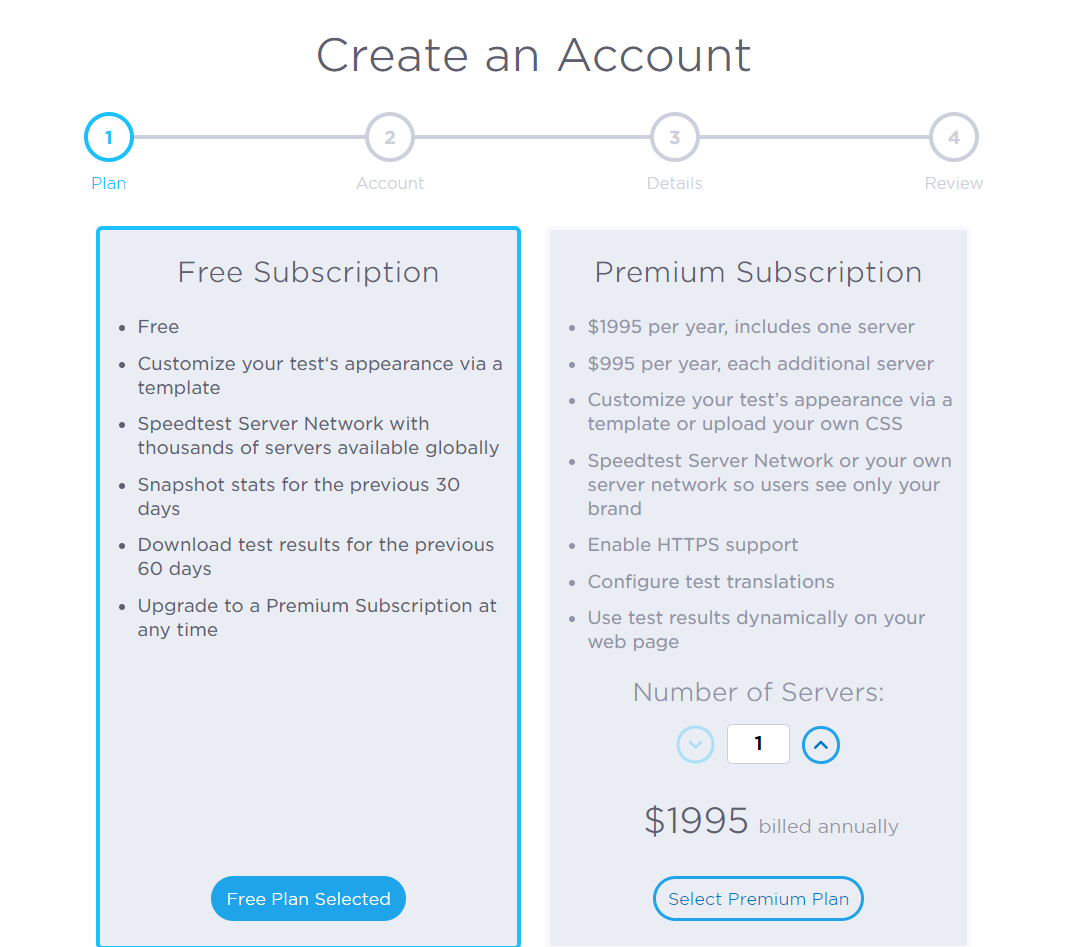 Create an Account
1
2
3
4
Plan
Account
Details
Review
Free Subscription
• Free
• Customize your test‘s appearance via a
template
• Speedtest Server Network with
thousands of servers available globally
• Snapshot stats for the previous 30
days
• Download test results for the previous
60 days
• Upgrade to a Premium Subscription at
any time
Free Plan Selected
Premium Subscription
• $1995 per year, includes one server
• $995 per year, each additional server
• Customize your test’s appearance via a
template or upload your own CSS
• Speedtest Server Network or your own
server network so users see only your
brand
• Enable HTTPS support
• Configure test translations
• Use test results dynamically on your
web page
Number of Servers:
1
$1995 billed annually
Select Premium Plan